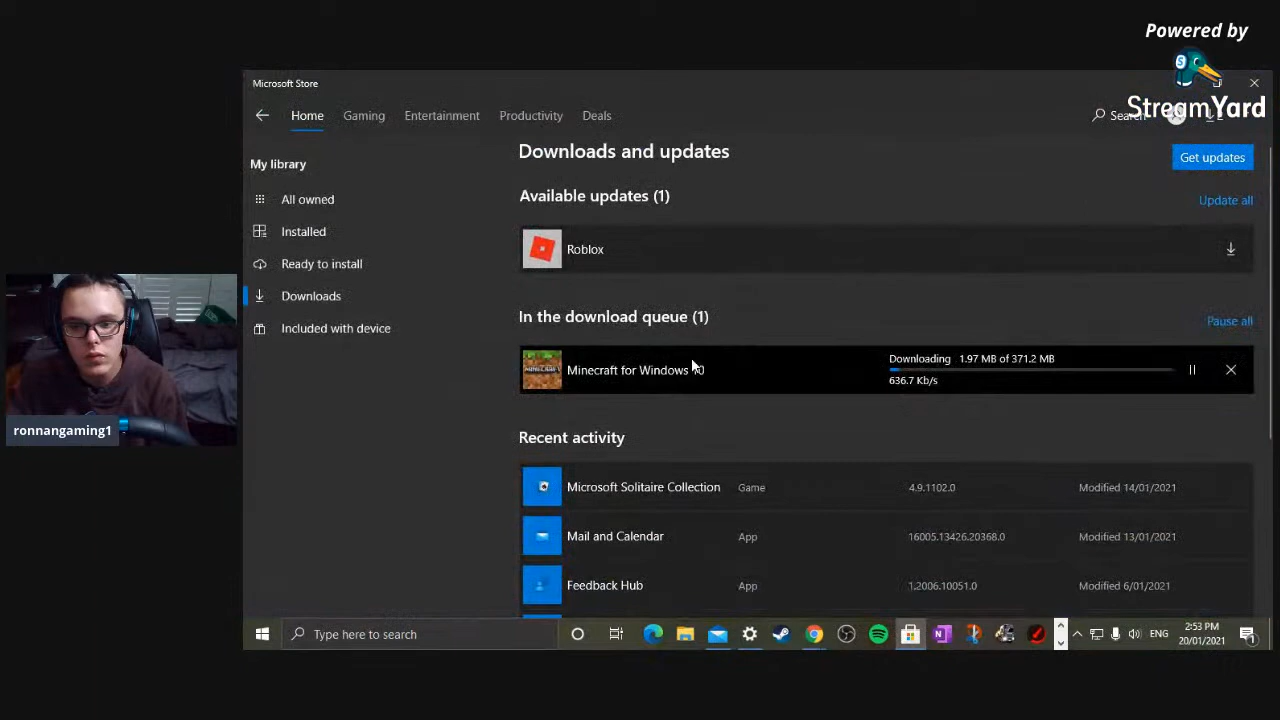 Powered by
StreamYard
Microsoft Store
Home
Gaming
Entertainment
Productivity
Deals
Search
My library
All owned
Installed
Ready to install
Downloads
Included with device
Downloads and updates
Get updates
Available updates (1)
Update all
Roblox
In the download queue (1)
Pause all
Minecraft for Windows 10
Downloading 1.97 MB of 371.2 MB
636.7 Kb/s
Recent activity
Microsoft Solitaire Collection Game 4.9.1102.0 Modified 14/01/2021
Mail and Calendar App 16005.13426.20368.0 Modified 13/01/2021
Feedback Hub App 1.2006.10051.0 Modified 6/01/2021
ronnangaming1
Type here to search
ENG
2:53 PM
20/01/2021